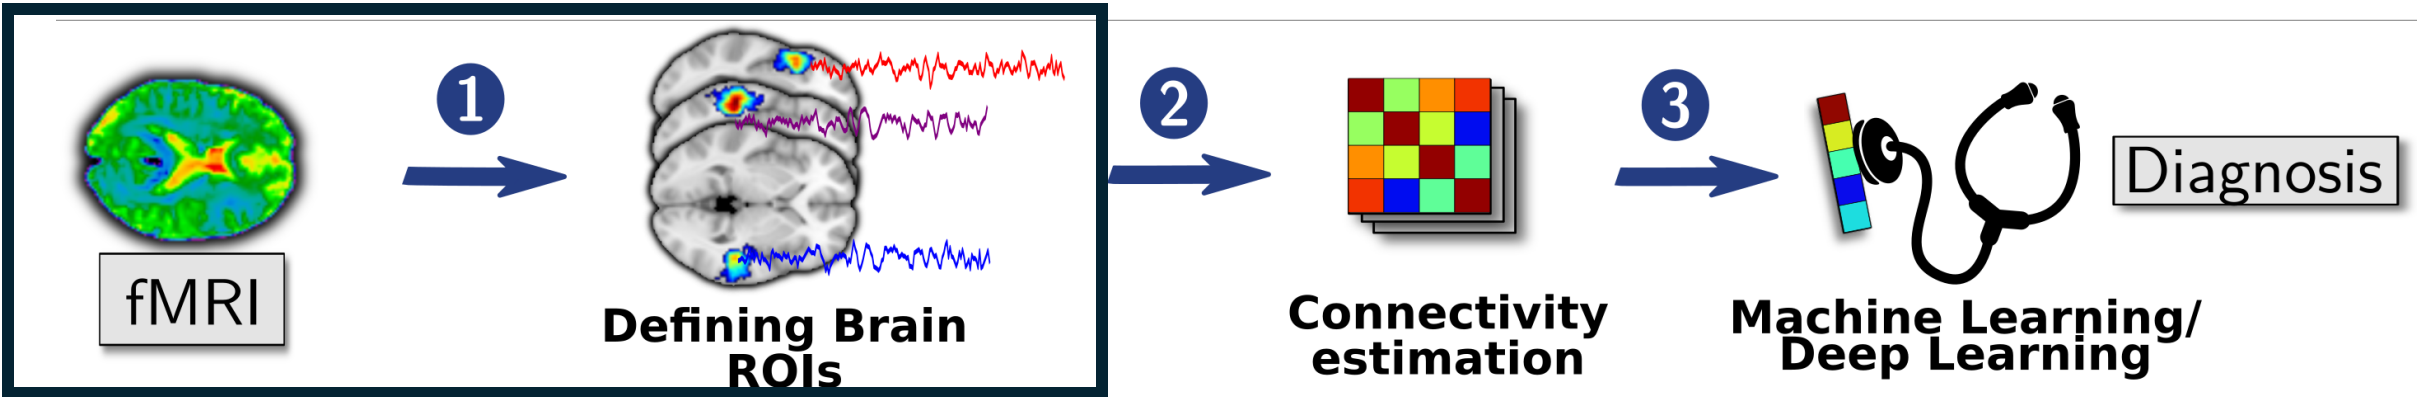 1
2
3
fMRI
Defining Brain
ROIs
Connectivity
estimation
Machine Learning/
Deep Learning
Diagnosis